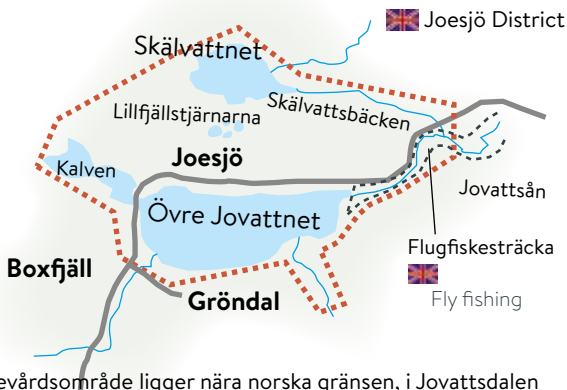 Joesjö District
Skälvattnet
Skälvattsbäcken
Lillfjällstjärnarna
Joesjö
Kalven
Jovattsån
Övre Jovattnet
Flugfiskesträcka
Fly fishing
Boxfjäll
Gröndal
evårdsområde ligger nära norska gränsen, i Jovattsdalen